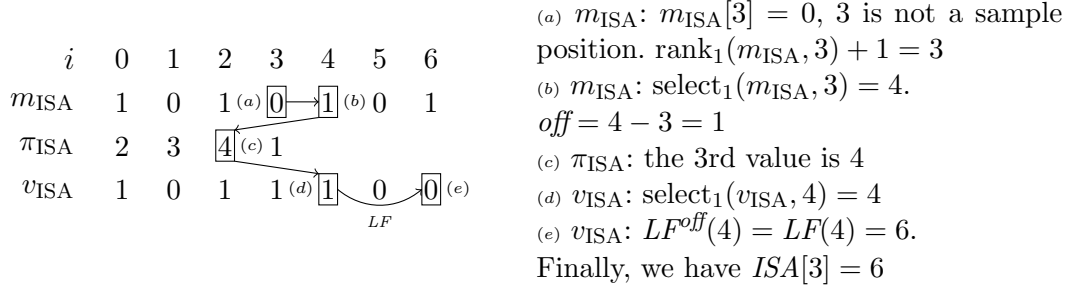 i 0 1 2 3 4 5 6
m_ISA 1 0 1 (a) 0 1 (b) 0 1
π_ISA 2 3 4 (c) 1
v_ISA 1 0 1 1 (d) 1 0 0 (e)
LF
(a) m_ISA: m_ISA[3] = 0, 3 is not a sample
position. rank₁(m_ISA, 3) + 1 = 3
(b) m_ISA: select₁(m_ISA, 3) = 4.
off = 4 − 3 = 1
(c) π_ISA: the 3rd value is 4
(d) v_ISA: select₁(v_ISA, 4) = 4
(e) v_ISA: LF^off(4) = LF(4) = 6.
Finally, we have ISA[3] = 6